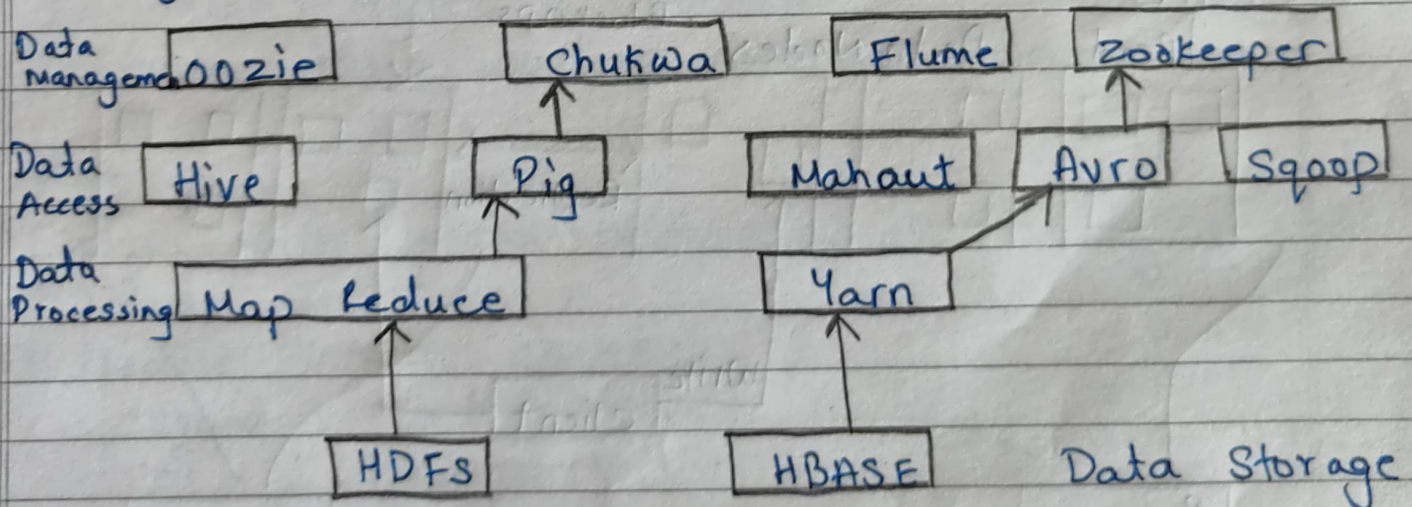 Data Management Oozie Chukwa Flume Zookeeper
Data Access Hive Pig Mahaut Avro Sqoop
Data Processing Map Reduce Yarn
HDFS HBASE Data Storage